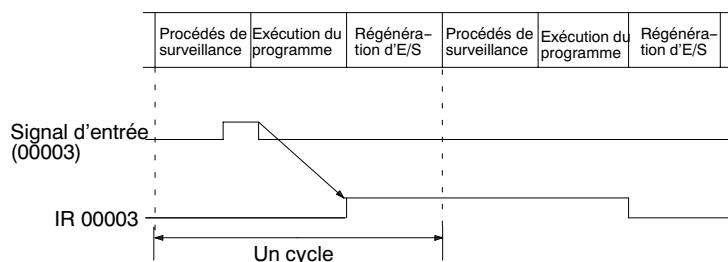 Procédés de surveillance
Exécution du programme
Régénéra–
tion d'E/S
Procédés de surveillance
Exécution du programme
Régénéra–
tion d'E/S
Signal d'entrée
(00003)
IR 00003
Un cycle